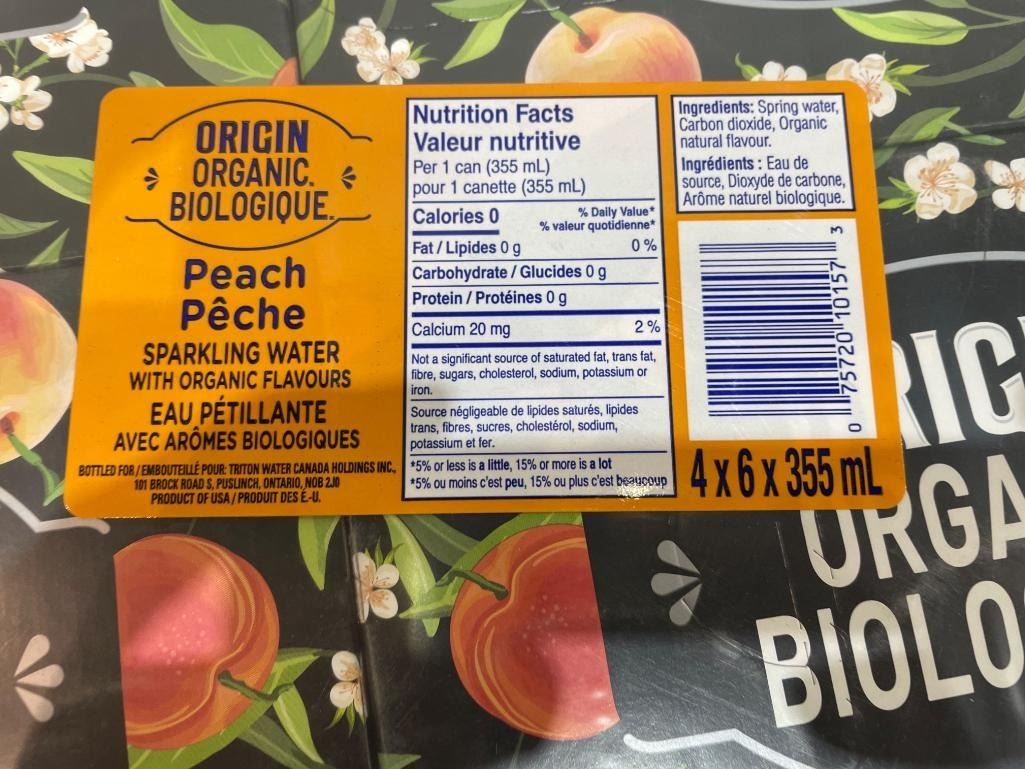 ORIGIN
ORGANIC.
BIOLOGIQUE.
Peach
Pêche
SPARKLING WATER
WITH ORGANIC FLAVOURS
EAU PÉTILLANTE
AVEC ARÔMES BIOLOGIQUES
BOTTLED FOR / EMBOUTEILLÉ POUR: TRITON WATER CANADA HOLDINGS INC.,
101 BROCK ROAD S, PUSLINCH, ONTARIO, N0B 2J0
PRODUCT OF USA / PRODUIT DES É.-U.
Nutrition Facts
Valeur nutritive
Per 1 can (355 mL)
pour 1 canette (355 mL)
Calories 0
% Daily Value*
% valeur quotidienne*
Fat / Lipides 0 g 0 %
Carbohydrate / Glucides 0 g
Protein / Protéines 0 g
Calcium 20 mg 2 %
Not a significant source of saturated fat, trans fat,
fibre, sugars, cholesterol, sodium, potassium or
iron.
Source négligeable de lipides saturés, lipides
trans, fibres, sucres, cholestérol, sodium,
potassium et fer.
*5% or less is a little, 15% or more is a lot
*5% ou moins c'est peu, 15% ou plus c'est beaucoup
Ingredients: Spring water,
Carbon dioxide, Organic
natural flavour.
Ingrédients : Eau de
source, Dioxyde de carbone,
Arôme naturel biologique.
0 75720 10157 3
4 x 6 x 355 mL
RIGI
ORGA
BIOLO